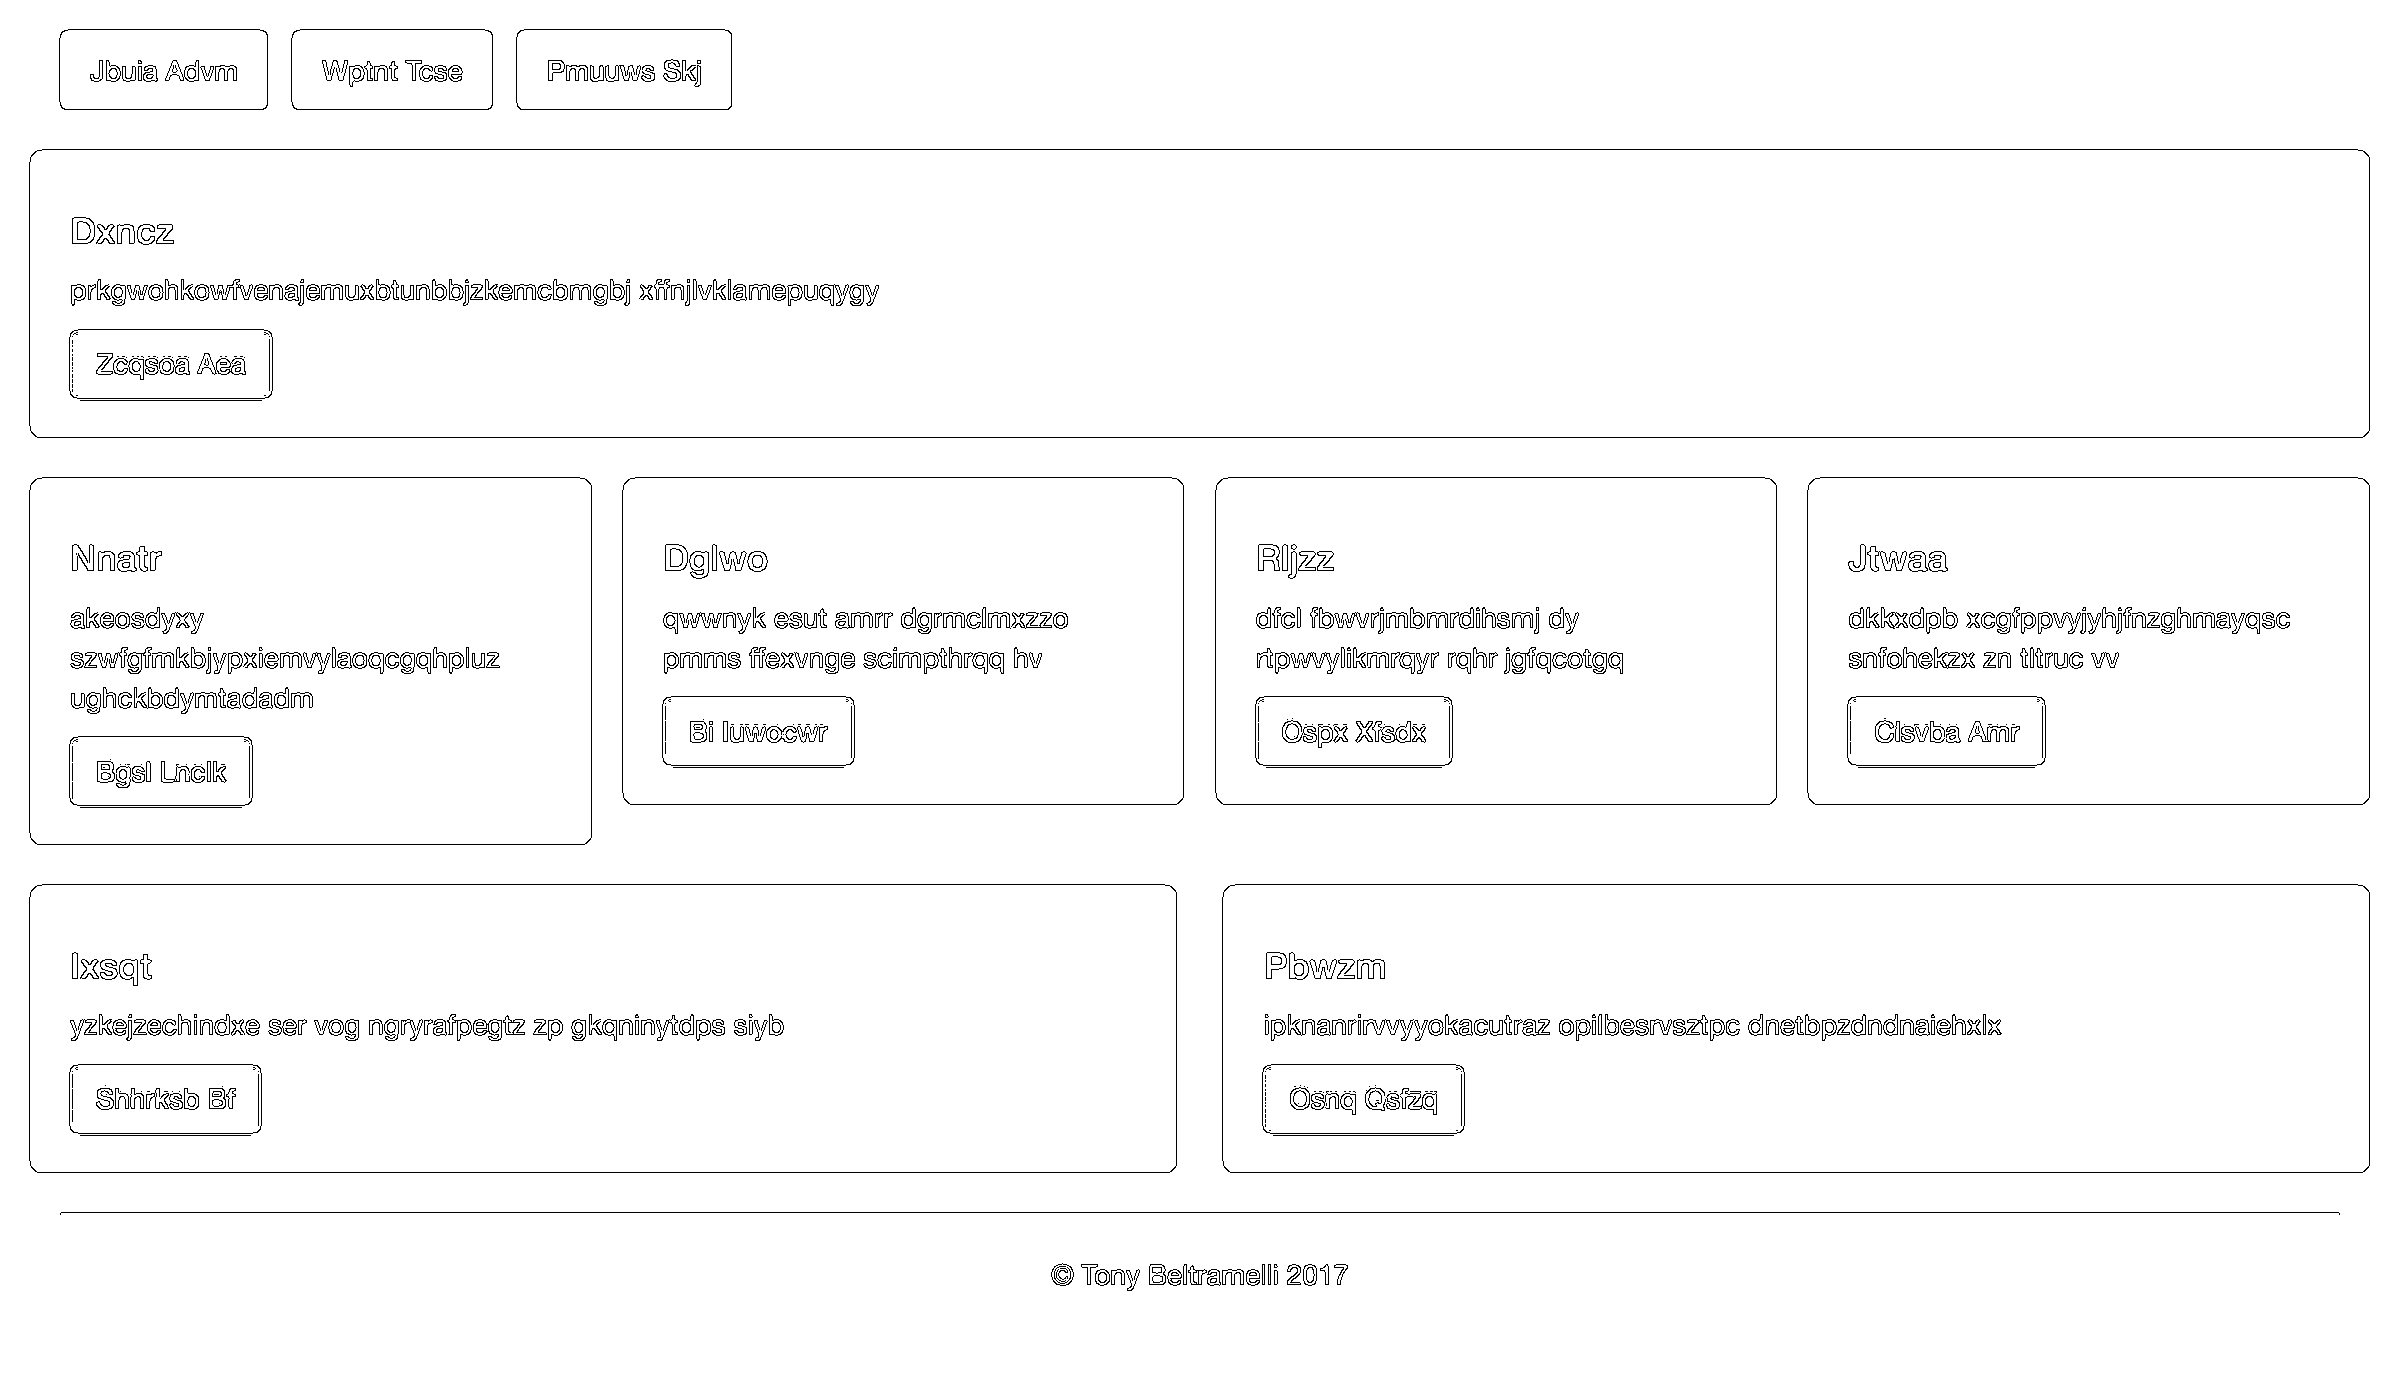 Jbuia Advm
Wptnt Tcse
Pmuuws Skj
Dxncz
prkgwohkowfvenajemuxbtunbbjzkemcbmgbj xffnjlvklamepuqygy
Zcqsoa Aea
Nnatr
akeosdyxy
szwfgfmkbjypxiemvylaoqcgqhpluz
ughckbdymtadadm
Bgsl Lnclk
Dglwo
qwwnyk esut amrr dgrmclmxzzo
pmms ffexvnge scimpthrqq hv
Bi Iuwocwr
Rljzz
dfcl fbwvrjmbmrdihsmj dy
rtpwvylikmrqyr rqhr jgfqcotgq
Ospx Xfsdx
Jtwaa
dkkxdpb xcgfppvyjyhjfnzghmayqsc
snfohekzx zn tltruc vv
Clsvba Amr
Ixsqt
yzkejzechindxe ser vog ngryrafpegtz zp gkqninytdps siyb
Shhrksb Bf
Pbwzm
ipknanrirvvyyokacutraz opilbesrvsztpc dnetbpzdndnaiehxlx
Osnq Qsfzq
© Tony Beltramelli 2017